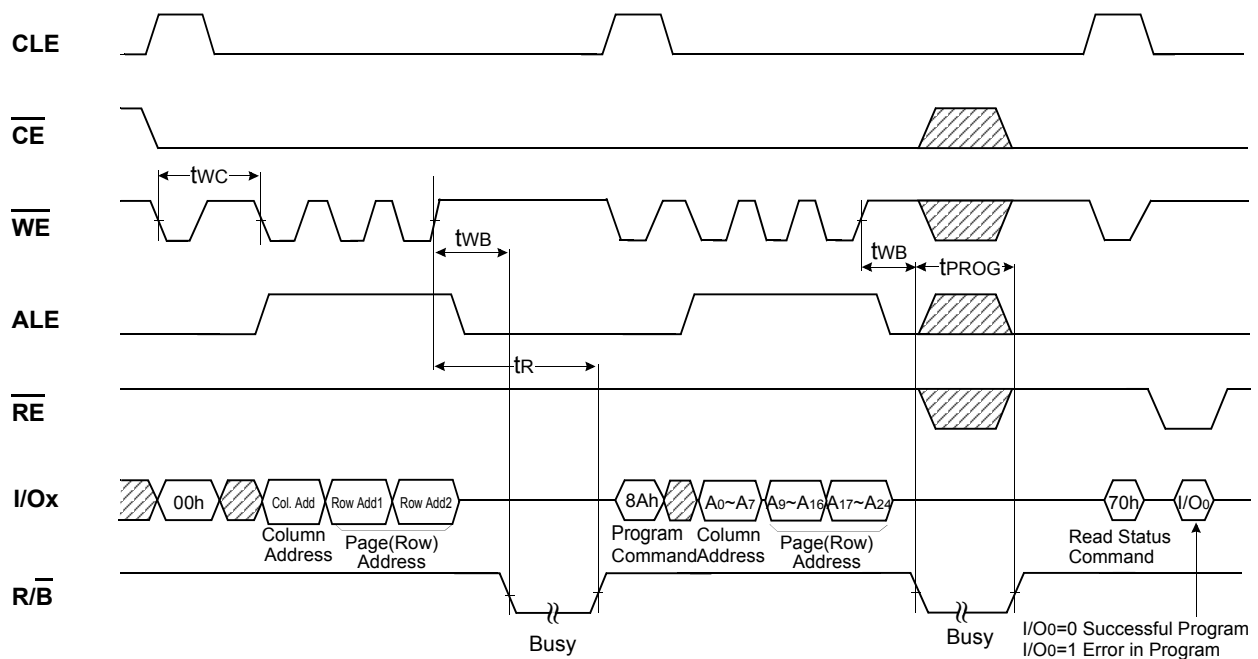 CLE
CE
tWC
WE
tWB
tWB
tPROG
ALE
tR
RE
I/Ox
00h
Col. Add
Row Add1
Row Add2
8Ah
A0~A7
A9~A16
A17~A24
70h
I/O0
Column
Address
Page(Row)
Address
Program
Command
Column
Address
Page(Row)
Address
Read Status
Command
R/B
Busy
Busy
I/O0=0 Successful Program
I/O0=1 Error in Program